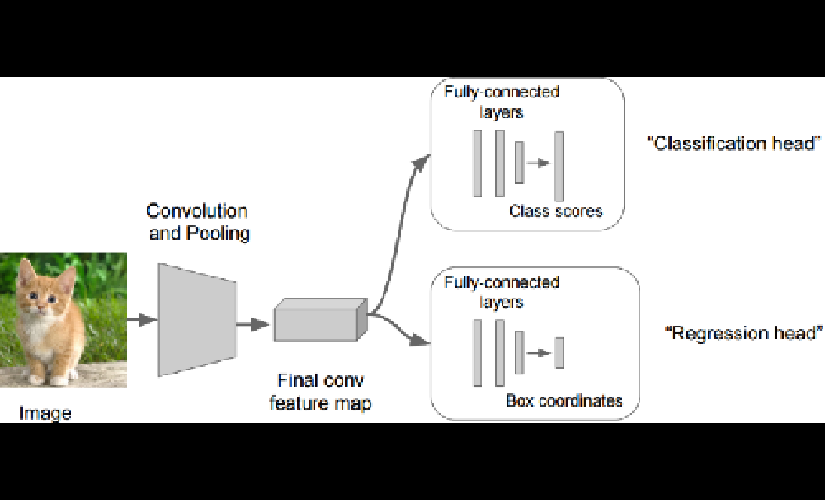 Fully-connected
layers
"Classification head"
Class scores
Convolution
and Pooling
Fully-connected
layers
"Regression head"
Final conv
feature map
Box coordinates
Image